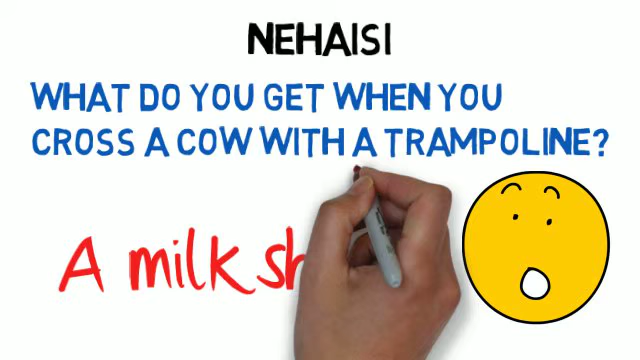 NEHAISI
WHAT DO YOU GET WHEN YOU
CROSS A COW WITH A TRAMPOLINE?
A milk sh